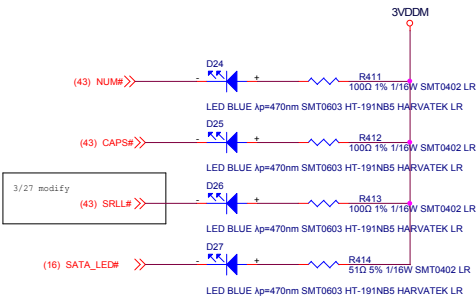 3VDDM
D24
(43) NUM#
- +
R411
100Ω 1% 1/16W SMT0402 LR
LED BLUE λp=470nm SMT0603 HT-191NB5 HARVATEK LR
D25
(43) CAPS#
- +
R412
100Ω 1% 1/16W SMT0402 LR
LED BLUE λp=470nm SMT0603 HT-191NB5 HARVATEK LR
3/27 modify
D26
(43) SRLL#
- +
R413
100Ω 1% 1/16W SMT0402 LR
LED BLUE λp=470nm SMT0603 HT-191NB5 HARVATEK LR
D27
(16) SATA_LED#
- +
R414
51Ω 5% 1/16W SMT0402 LR
LED BLUE λp=470nm SMT0603 HT-191NB5 HARVATEK LR